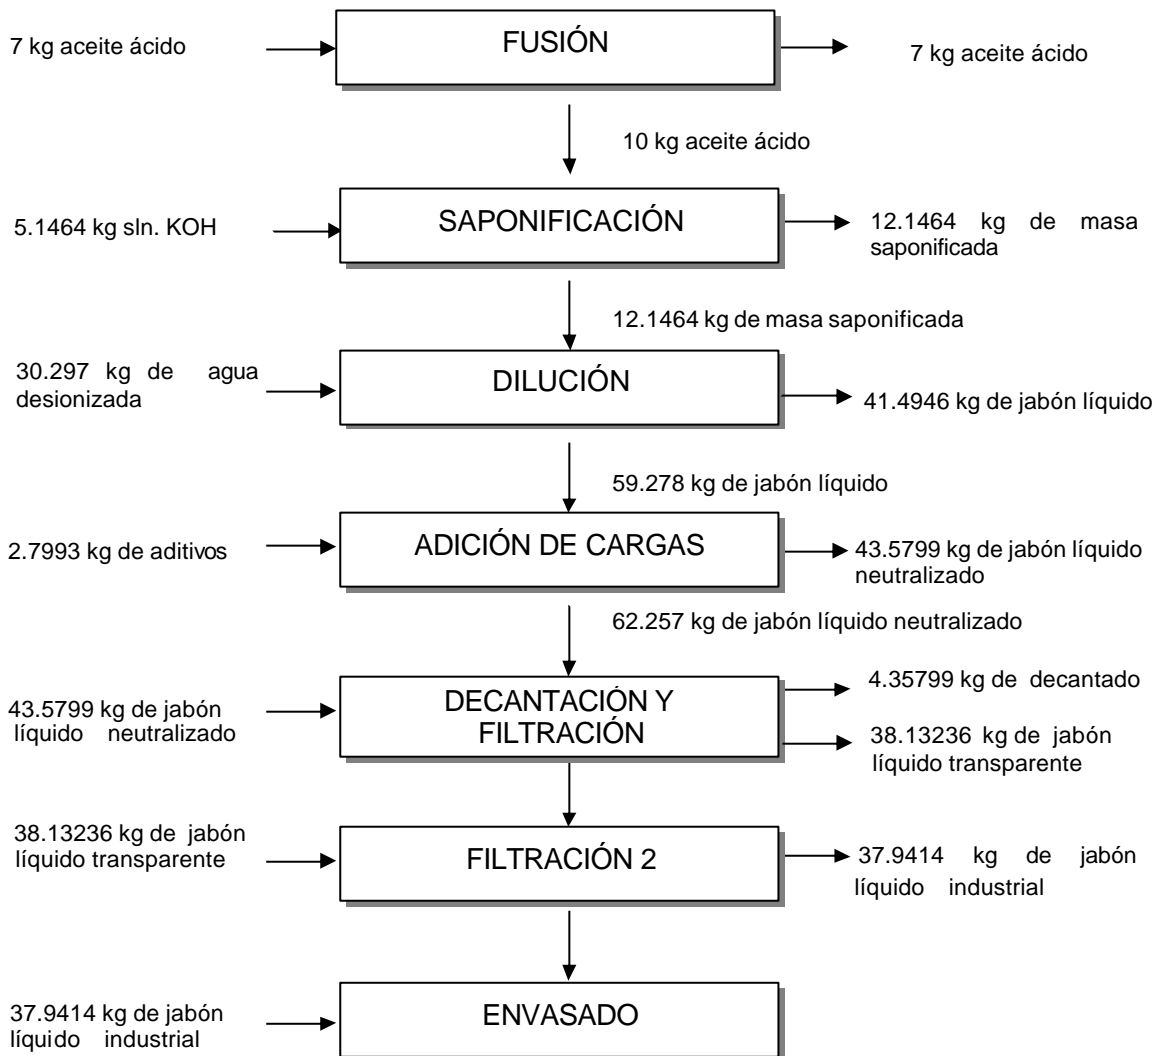 7 kg aceite ácido
FUSIÓN
7 kg aceite ácido
10 kg aceite ácido
5.1464 kg sln. KOH
SAPONIFICACIÓN
12.1464 kg de masa
saponificada
12.1464 kg de masa saponificada
30.297 kg de agua
desionizada
DILUCIÓN
41.4946 kg de jabón líquido
59.278 kg de jabón líquido
2.7993 kg de aditivos
ADICIÓN DE CARGAS
43.5799 kg de jabón líquido
neutralizado
62.257 kg de jabón líquido neutralizado
43.5799 kg de jabón
líquido neutralizado
DECANTACIÓN Y
FILTRACIÓN
4.35799 kg de decantado
38.13236 kg de jabón
líquido transparente
38.13236 kg de jabón
líquido transparente
FILTRACIÓN 2
37.9414 kg de jabón
líquido industrial
37.9414 kg de jabón
líquido industrial
ENVASADO